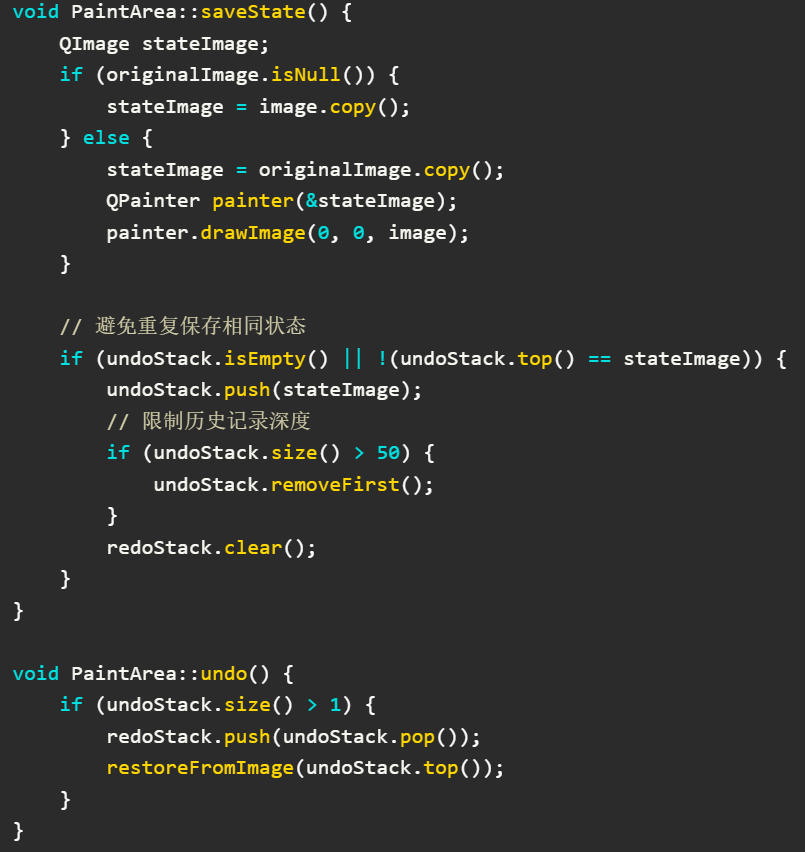 void PaintArea::saveState() {
    QImage stateImage;
    if (originalImage.isNull()) {
        stateImage = image.copy();
    } else {
        stateImage = originalImage.copy();
        QPainter painter(&stateImage);
        painter.drawImage(0, 0, image);
    }

    // 避免重复保存相同状态
    if (undoStack.isEmpty() || !(undoStack.top() == stateImage)) {
        undoStack.push(stateImage);
        // 限制历史记录深度
        if (undoStack.size() > 50) {
            undoStack.removeFirst();
        }
        redoStack.clear();
    }
}

void PaintArea::undo() {
    if (undoStack.size() > 1) {
        redoStack.push(undoStack.pop());
        restoreFromImage(undoStack.top());
    }
}